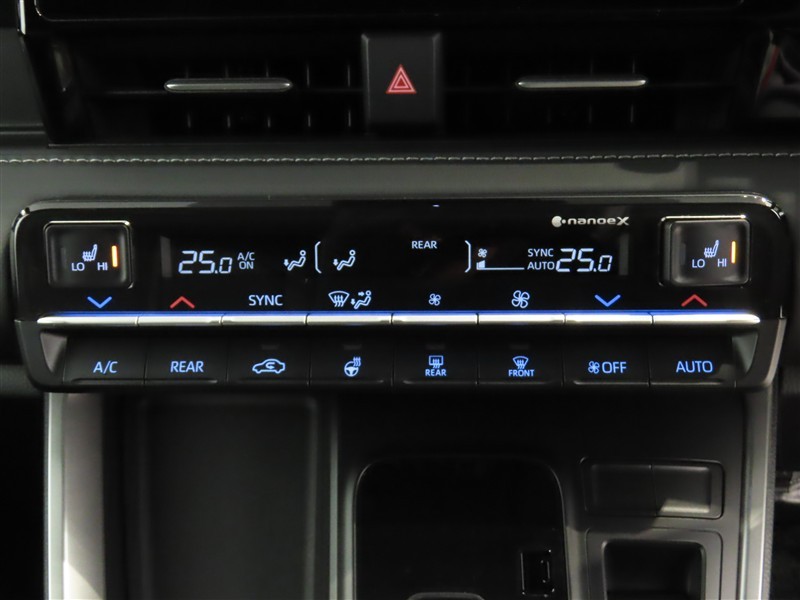 nanoeX
REAR
LO HI
25.0 A/C ON
SYNC AUTO 25.0
LO HI
SYNC
A/C REAR REAR FRONT OFF AUTO